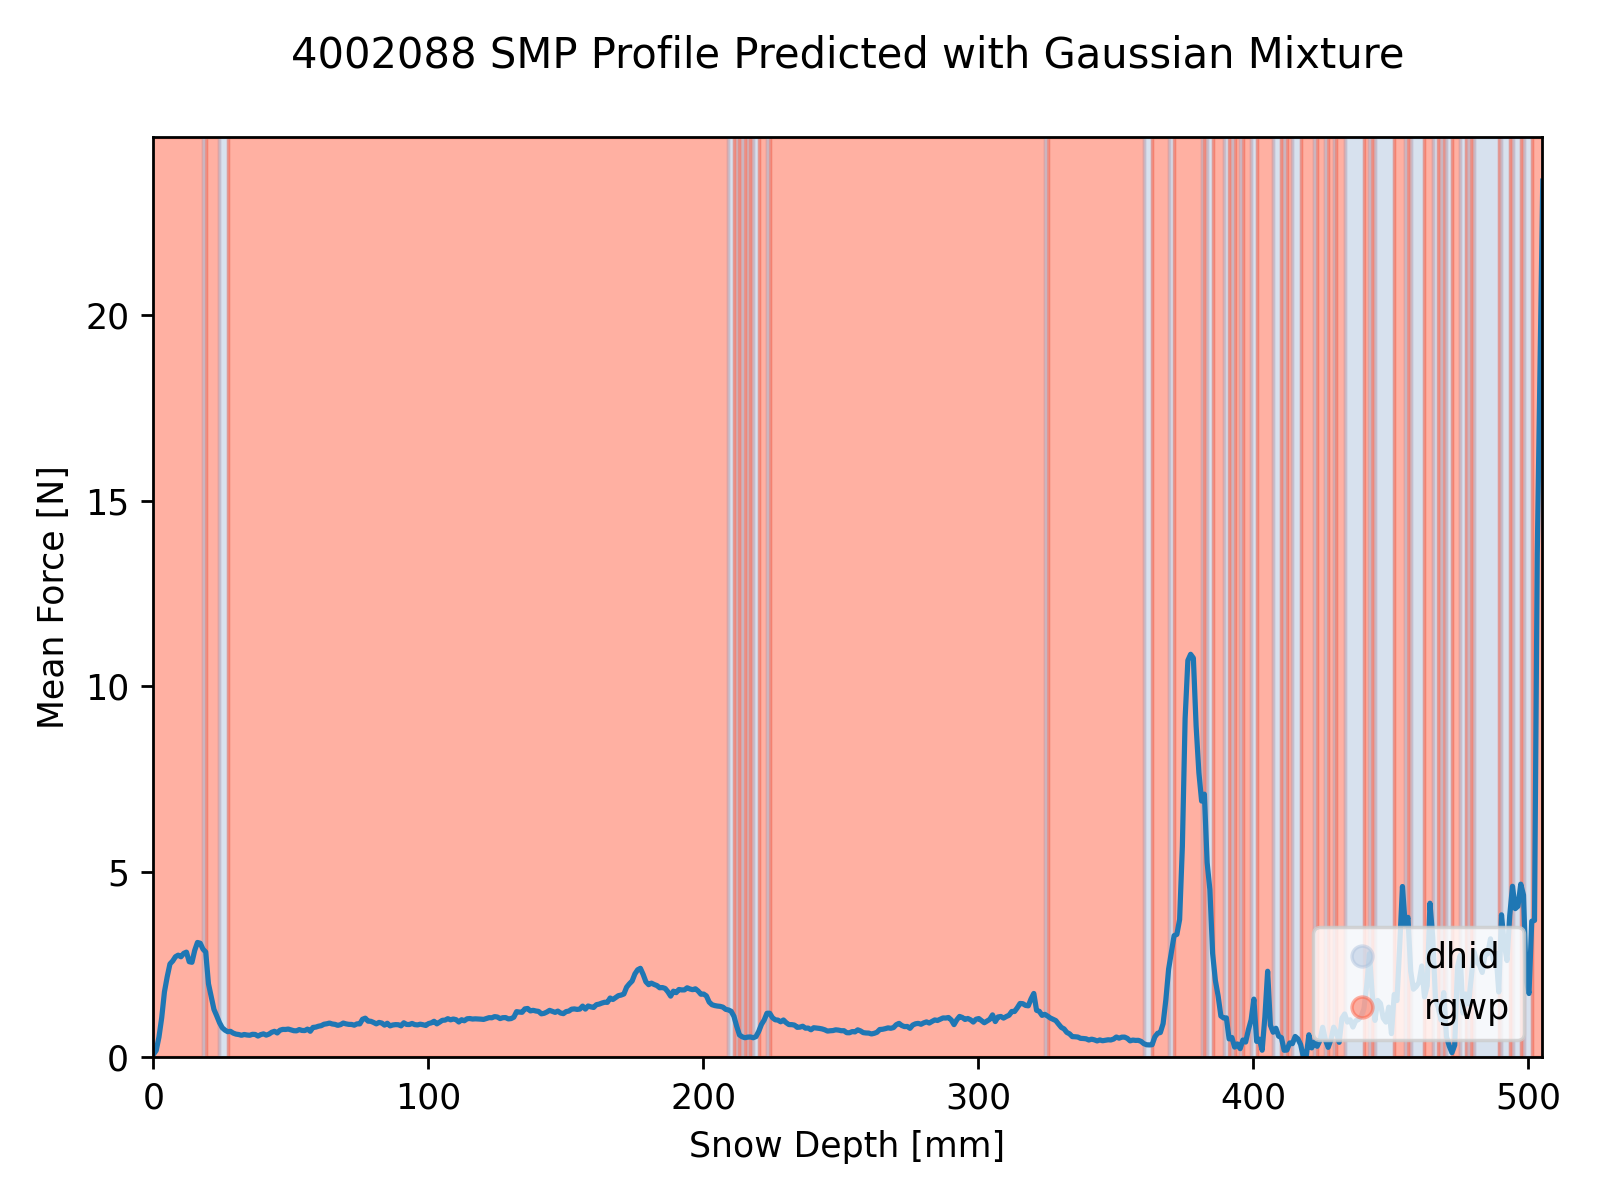 4002088 SMP Profile Predicted with Gaussian Mixture
Mean Force [N]
20
15
10
5
0
0 100 200 300 400 500
Snow Depth [mm]
dhid
rgwp